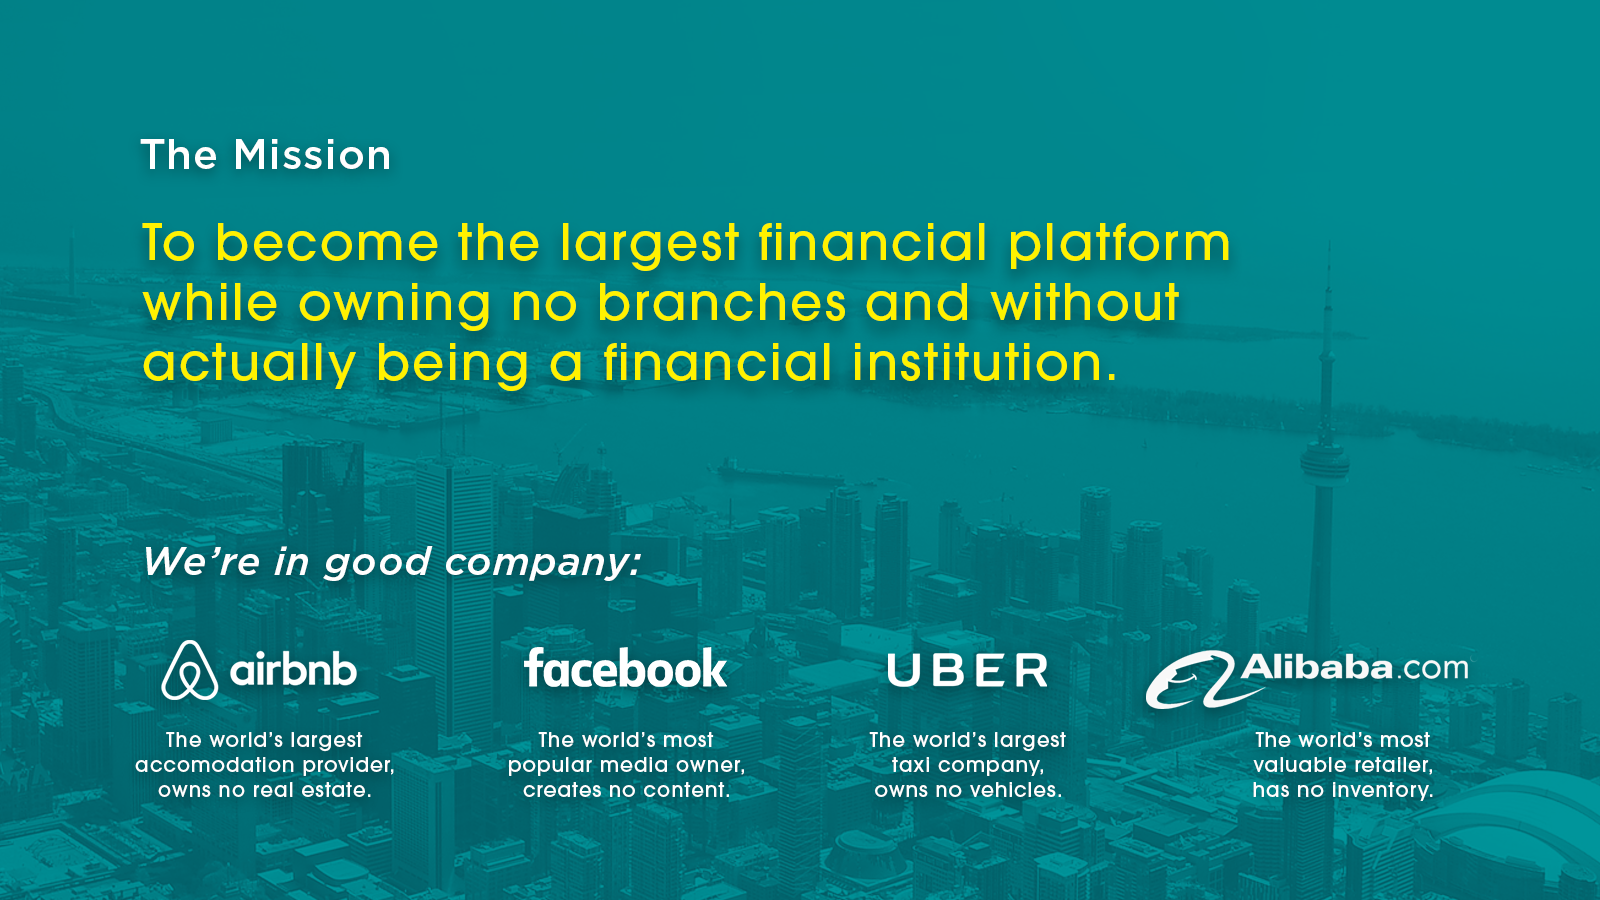 The Mission
To become the largest financial platform
while owning no branches and without
actually being a financial institution.
We’re in good company:
airbnb
The world’s largest
accomodation provider,
owns no real estate.
facebook
The world’s most
popular media owner,
creates no content.
UBER
The world’s largest
taxi company,
owns no vehicles.
Alibaba.com
The world’s most
valuable retailer,
has no inventory.